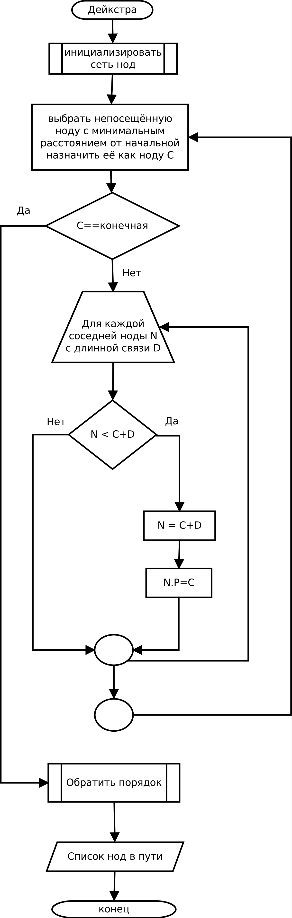 Дейкстра
инициализировать
сеть нод
выбрать непосещённую
ноду с минимальным
расстоянием от начальной
назначить её как ноду C
Да
C==конечная
Нет
Для каждой
соседней ноды N
с длинной связи D
Нет
Да
N < C+D
N = C+D
N.P=C
Обратить порядок
Список нод в пути
конец